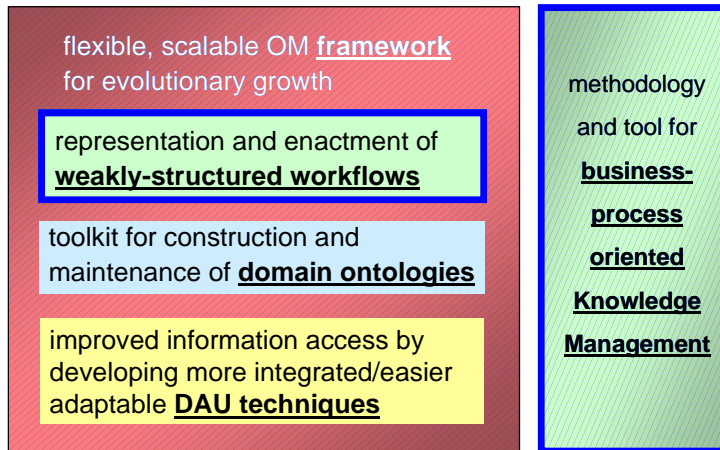 flexible, scalable OM framework
for evolutionary growth
representation and enactment of
weakly-structured workflows
toolkit for construction and
maintenance of domain ontologies
improved information access by
developing more integrated/easier
adaptable DAU techniques
methodology
and tool for
business-
process
oriented
Knowledge
Management